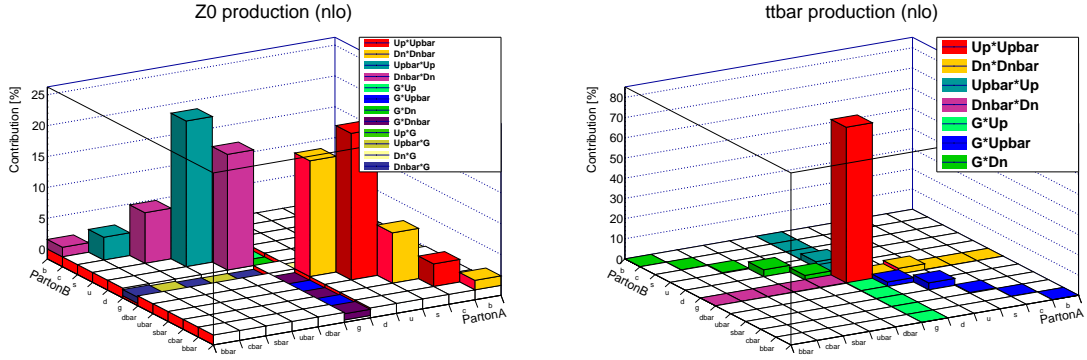 Z0 production (nlo)
Contribution [%]
25
20
15
10
5
0
Up*Upbar
Dn*Dnbar
Upbar*Up
Dnbar*Dn
G*Up
G*Upbar
G*Dn
G*Dnbar
Up*G
Upbar*G
Dn*G
Dnbar*G
b
c
s
u
d
g
dbar
ubar
sbar
cbar
bbar
PartonB
bbar
cbar
sbar
ubar
dbar
g
d
u
s
c
b
PartonA
ttbar production (nlo)
Contribution [%]
80
70
60
50
40
30
20
10
0
Up*Upbar
Dn*Dnbar
Upbar*Up
Dnbar*Dn
G*Up
G*Upbar
G*Dn
b
c
s
u
d
g
dbar
ubar
sbar
cbar
bbar
PartonB
bbar
cbar
sbar
ubar
dbar
g
d
u
s
c
b
PartonA